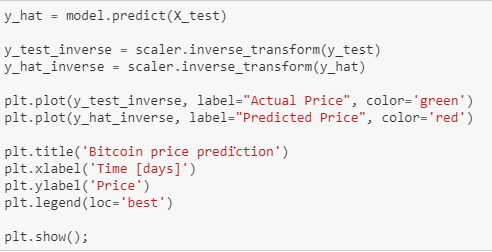 y_hat = model.predict(X_test)
y_test_inverse = scaler.inverse_transform(y_test)
y_hat_inverse = scaler.inverse_transform(y_hat)
plt.plot(y_test_inverse, label="Actual Price", color='green')
plt.plot(y_hat_inverse, label="Predicted Price", color='red')
plt.title('Bitcoin price prediction')
plt.xlabel('Time [days]')
plt.ylabel('Price')
plt.legend(loc='best')
plt.show();